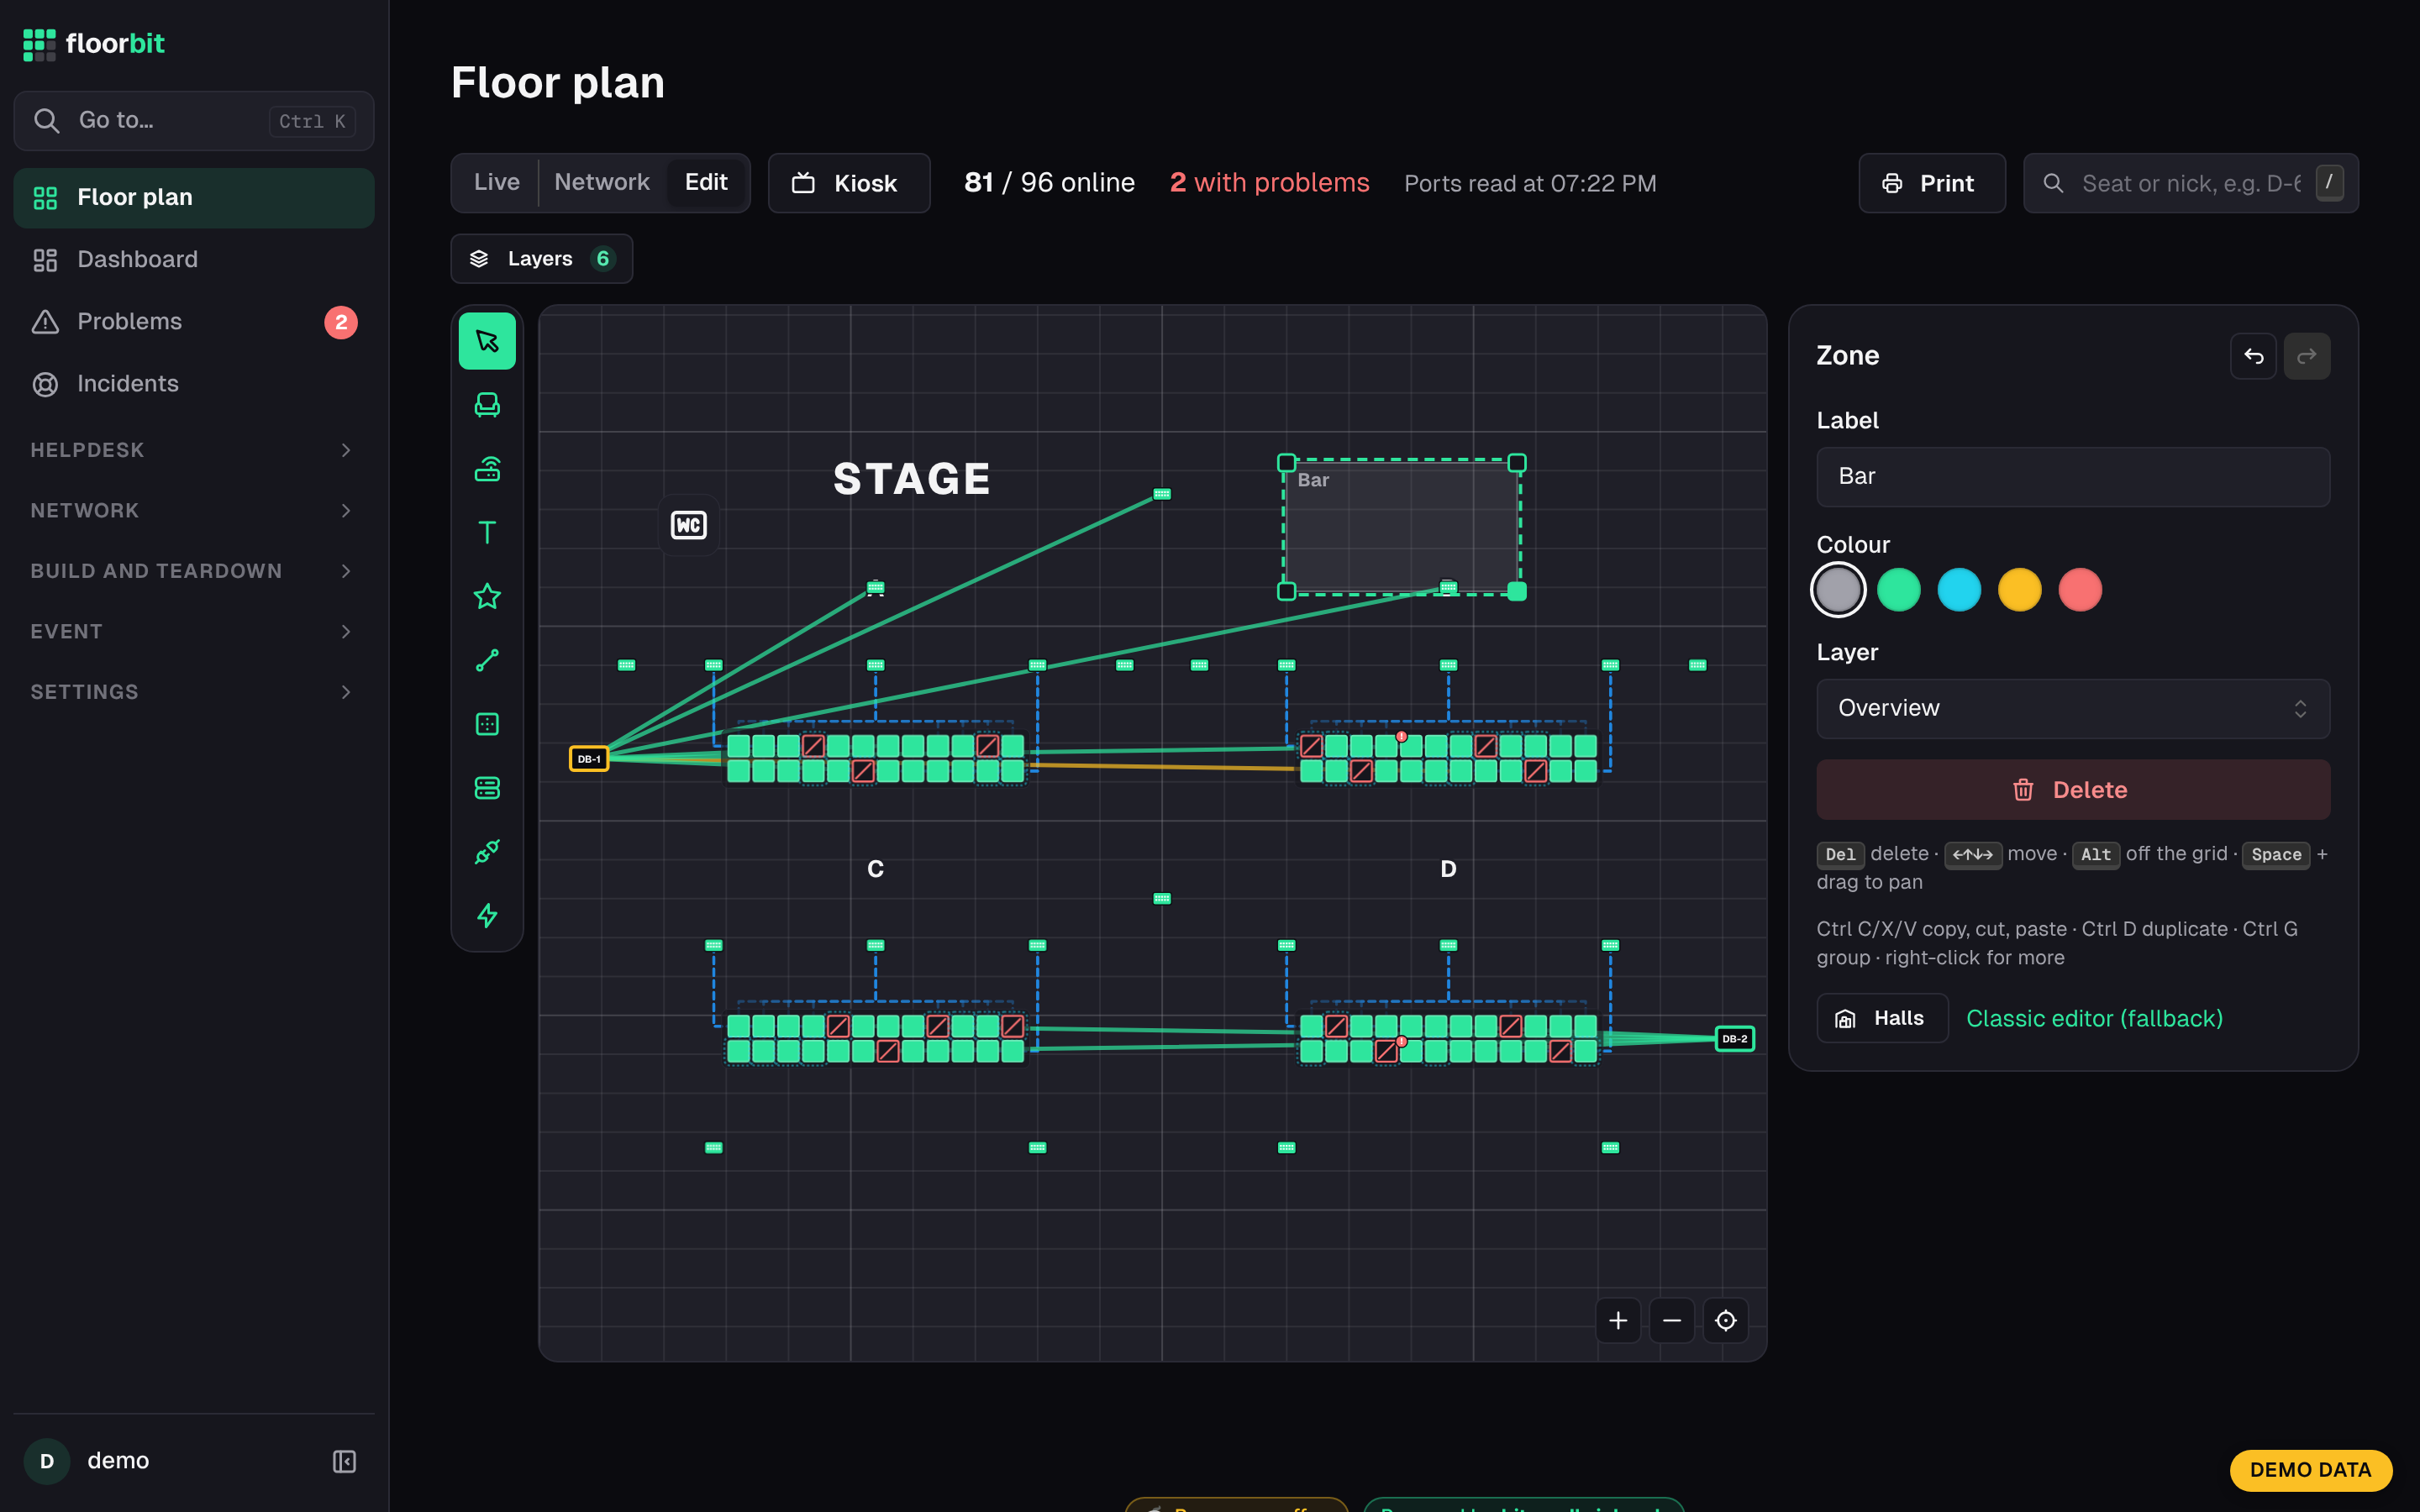 floorbit
Go to...
Ctrl K
Floor plan
Dashboard
Problems
2
Incidents
HELPDESK
NETWORK
BUILD AND TEARDOWN
EVENT
SETTINGS
D
demo
Floor plan
Live
Network
Edit
Kiosk
81 / 96 online
2 with problems
Ports read at 07:22 PM
Print
Seat or nick, e.g. D-6
/
Layers
6
STAGE
WC
Bar
DB-1
C
D
DB-2
Zone
Label
Bar
Colour
Layer
Overview
Delete
Del delete · ←↑↓→ move · Alt off the grid · Space +
drag to pan
Ctrl C/X/V copy, cut, paste · Ctrl D duplicate · Ctrl G
group · right-click for more
Halls
Classic editor (fallback)
DEMO DATA